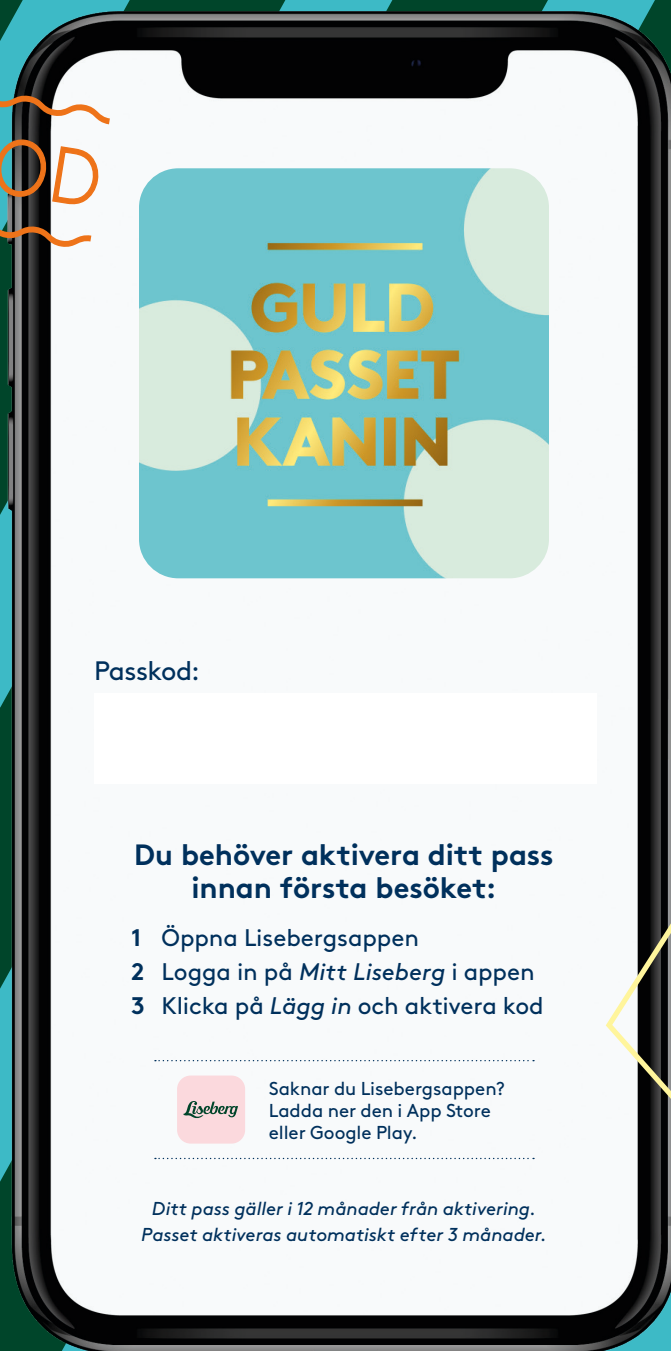 OD
GULD
PASSET
KANIN
Passkod:
Du behöver aktivera ditt pass
innan första besöket:
1 Öppna Lisebergsappen
2 Logga in på Mitt Liseberg i appen
3 Klicka på Lägg in och aktivera kod
Liseberg
Saknar du Lisebergsappen?
Ladda ner den i App Store
eller Google Play.
Ditt pass gäller i 12 månader från aktivering.
Passet aktiveras automatiskt efter 3 månader.